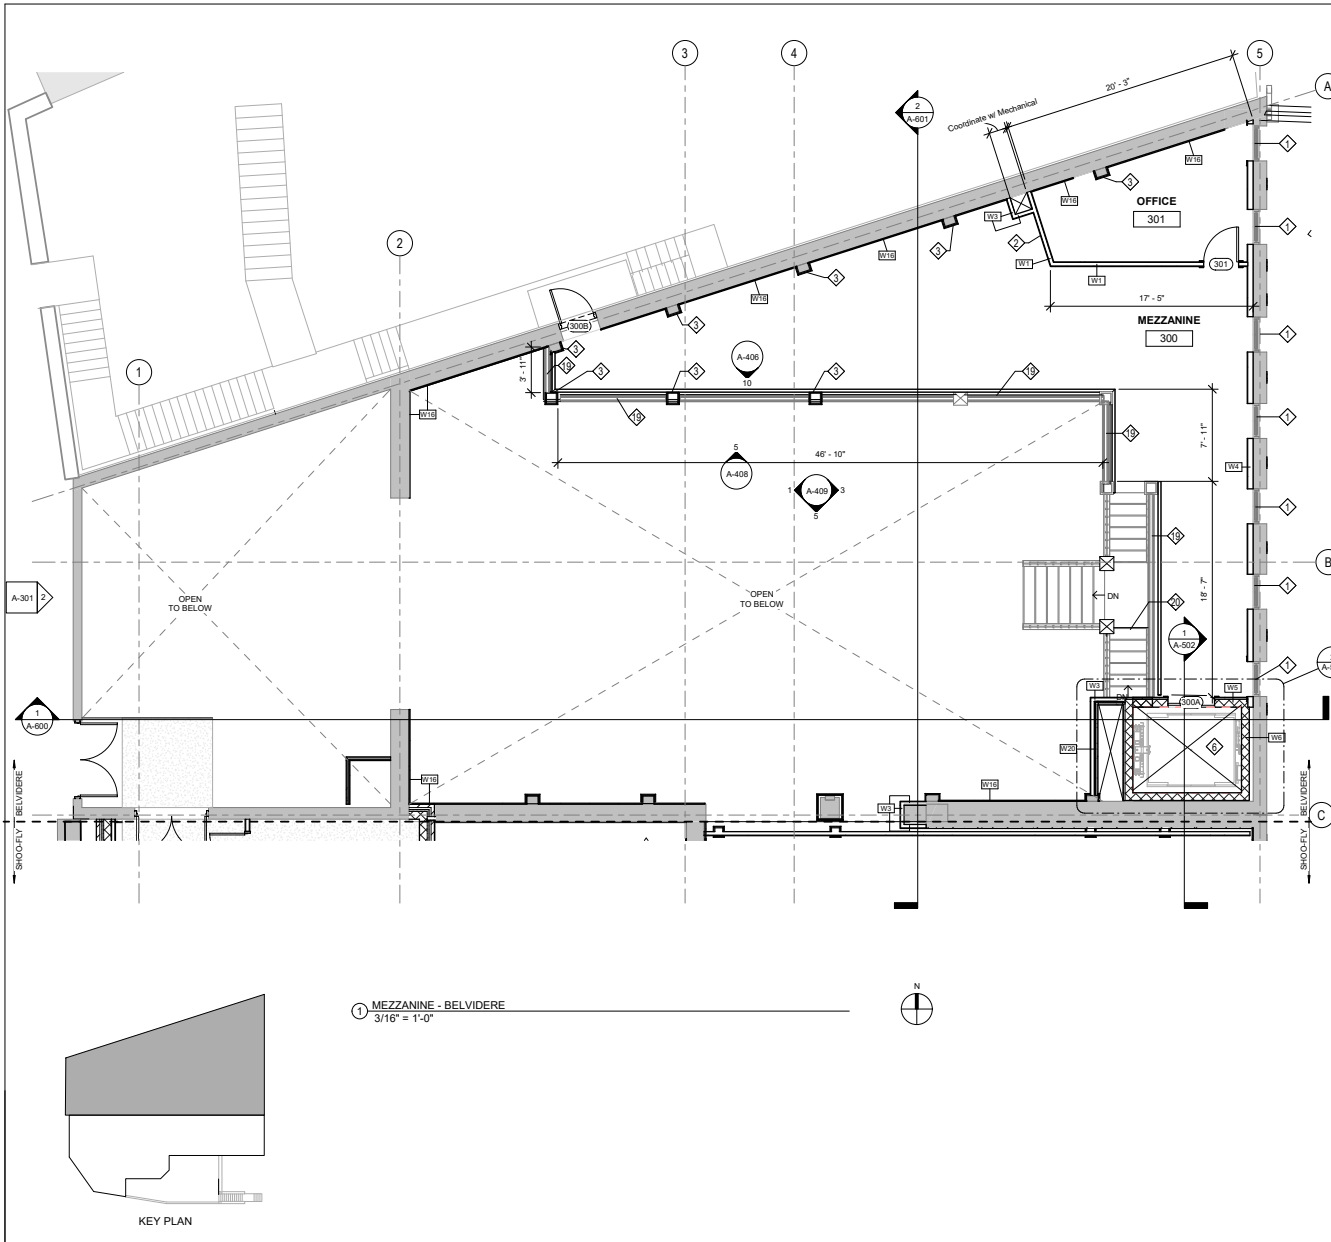 3
4
5
A
20' - 3"
2
A-601
Coordinate w/ Mechanical
1
W16
3
W16
OFFICE
301
1
W3
2
3
2
W16
W1
W1
301
3
17' - 5"
W16
MEZZANINE
300
300B
3
1
3
19
3' - 11"
A-406
10
3
3
3
19
1
W16
19
1
19
7' - 11"
5
A-408
46' - 10"
1
A-409
3
5
W4
1
19
B
A-301
2
OPEN
TO BELOW
OPEN
TO BELOW
DN
20
18' - 7"
1
1
A-502
1
A-600
W3
DN
300A
W5
1
W20
6
W6
W16
W16
W3
C
SHOO-FLY
BELVIDERE
SHOO-FLY
BELVIDERE
N
1
MEZZANINE - BELVIDERE
3/16" = 1'-0"
KEY PLAN